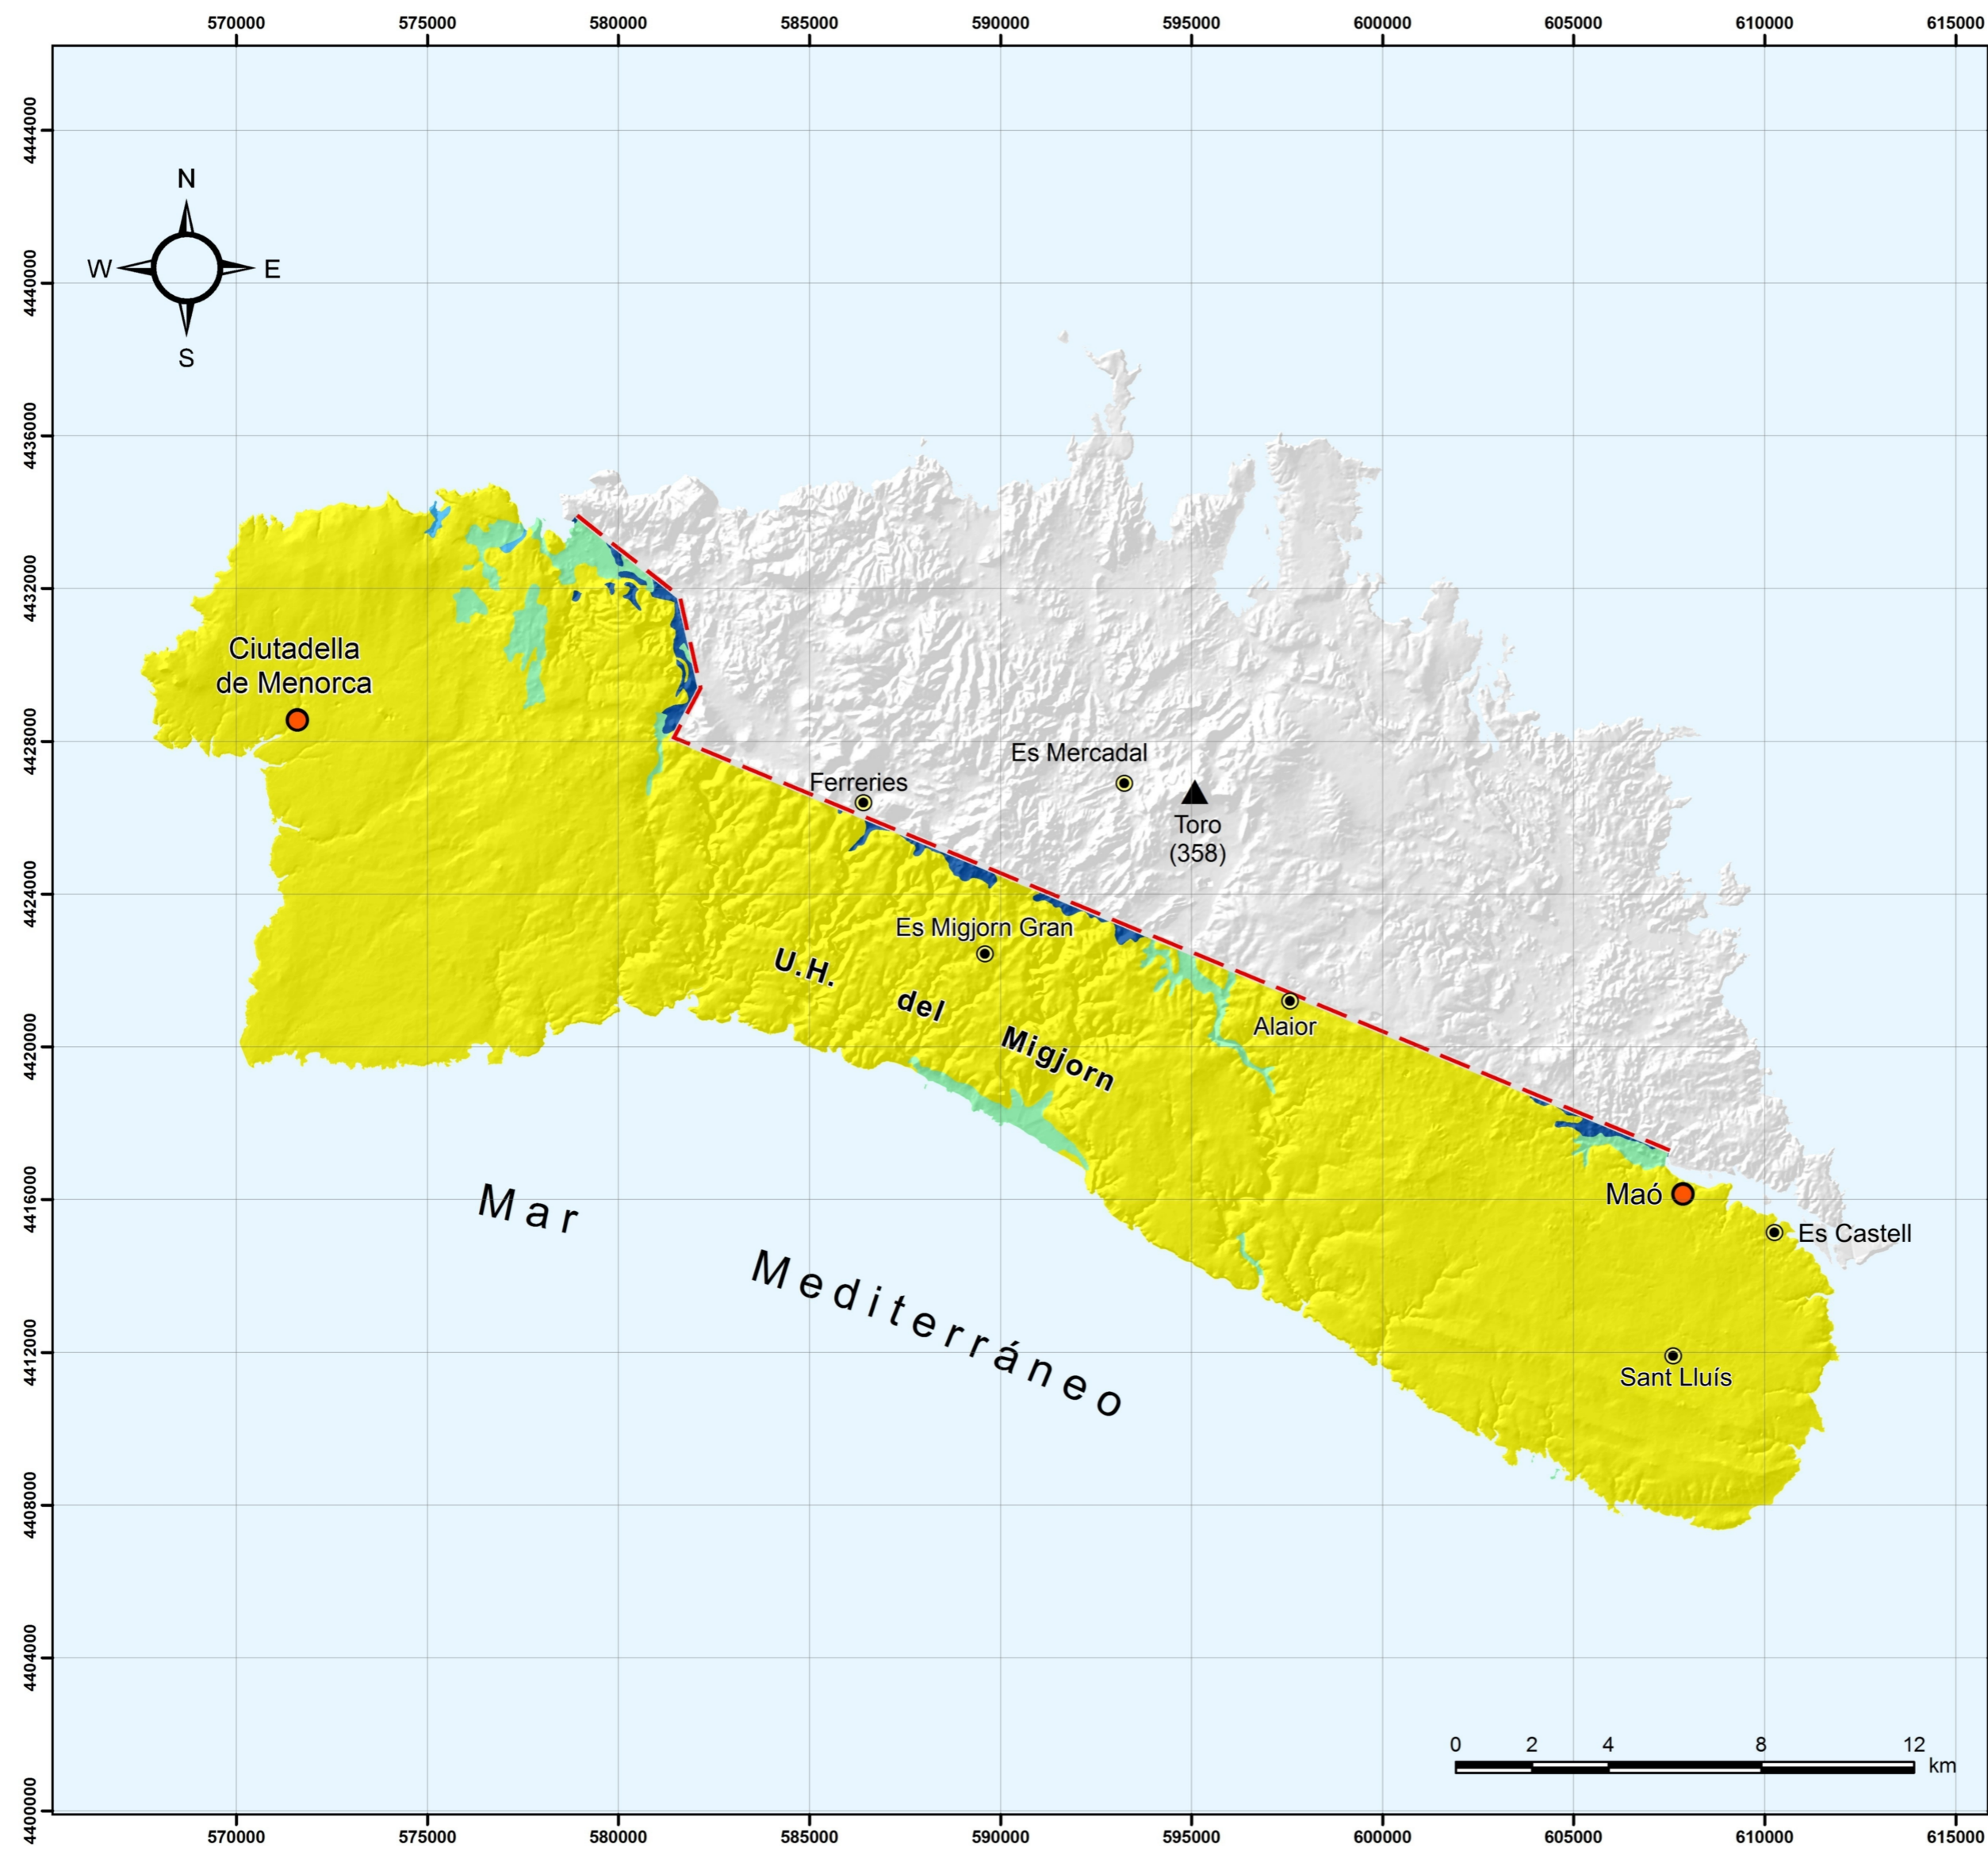 570000 575000 580000 585000 590000 595000 600000 605000 610000 615000
4444000
4440000
4436000
4432000
4428000
4424000
4420000
4416000
4412000
4408000
4404000
4400000
N
W E
S
Ciutadella
de Menorca
Ferreries
Es Mercadal
Toro
(358)
Es Migjorn Gran
U.H.
del
Migjorn
Alaior
Maó
Es Castell
Sant Lluís
Mar
Mediterráneo
0 2 4 8 12
km
570000 575000 580000 585000 590000 595000 600000 605000 610000 615000